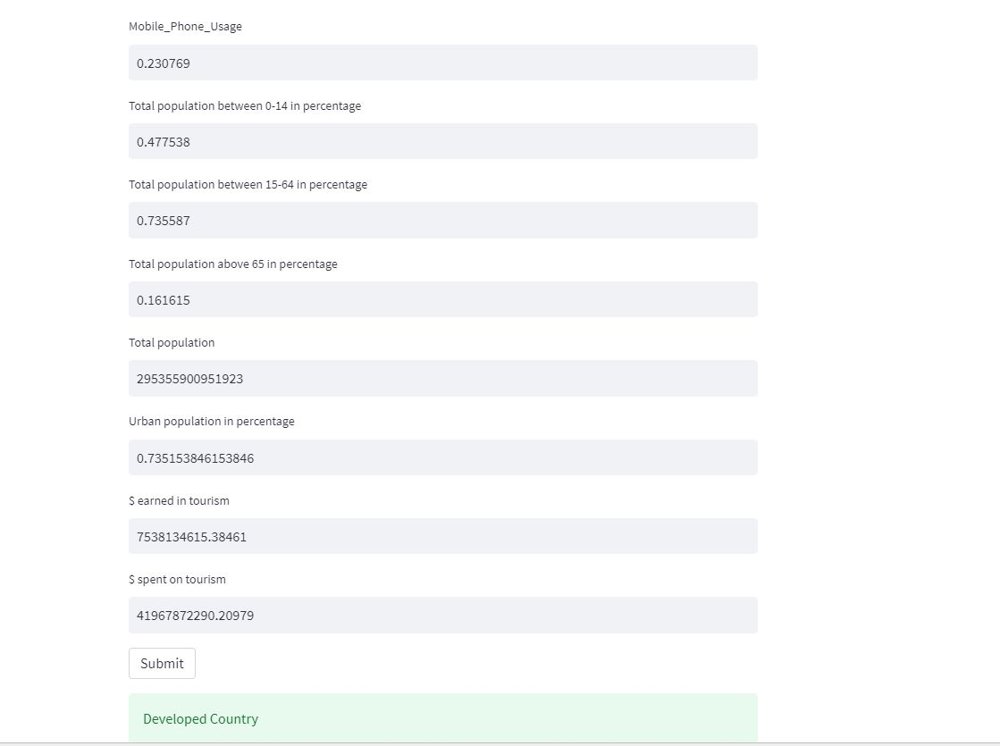 Mobile_Phone_Usage
0.230769
Total population between 0-14 in percentage
0.477538
Total population between 15-64 in percentage
0.735587
Total population above 65 in percentage
0.161615
Total population
295355900951923
Urban population in percentage
0.735153846153846
$ earned in tourism
7538134615.38461
$ spent on tourism
41967872290.20979
Submit
Developed Country